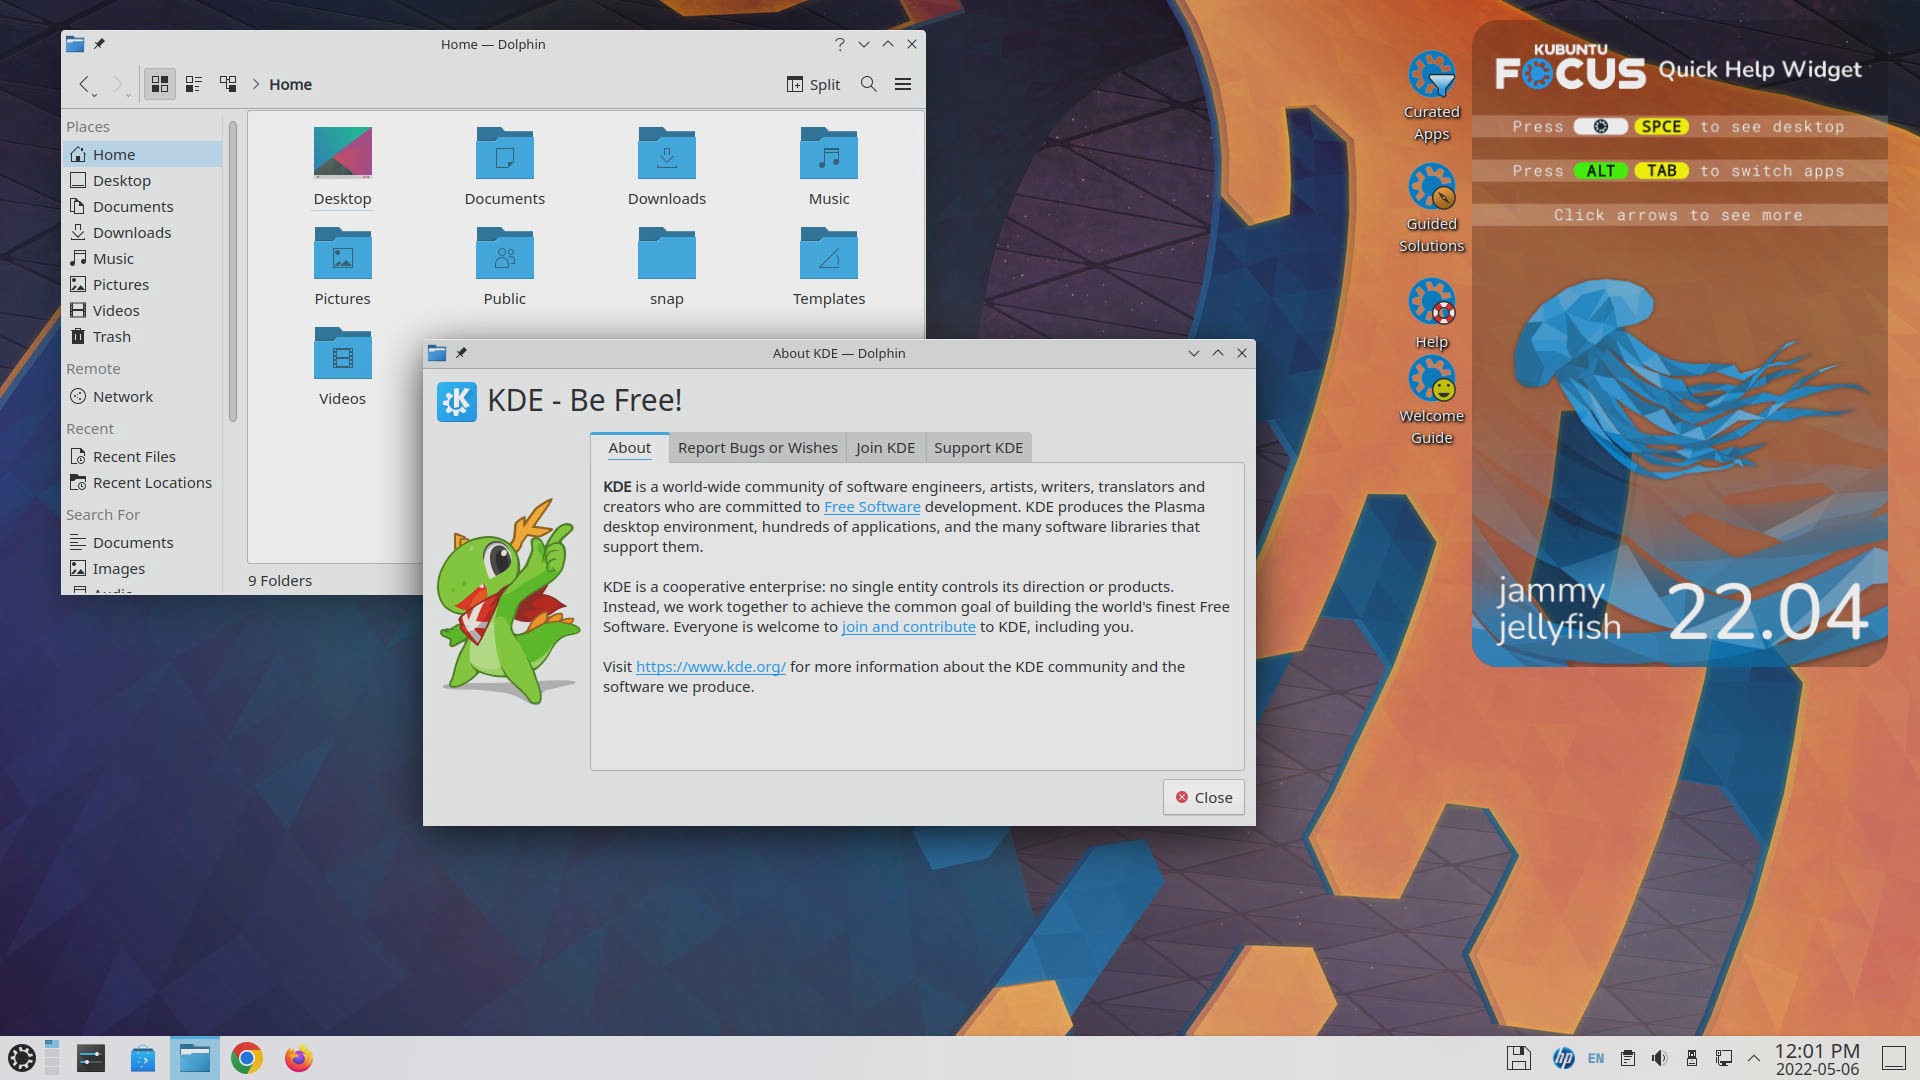 Home — Dolphin
Home
Split
Places
Home
Desktop
Documents
Downloads
Music
Pictures
Videos
Trash
Remote
Network
Recent
Recent Files
Recent Locations
Search For
Documents
Images
Audio
Desktop
Documents
Downloads
Music
Pictures
Public
snap
Templates
Videos
9 Folders
About KDE — Dolphin
KDE - Be Free!
About
Report Bugs or Wishes
Join KDE
Support KDE
KDE is a world-wide community of software engineers, artists, writers, translators and
creators who are committed to Free Software development. KDE produces the Plasma
desktop environment, hundreds of applications, and the many software libraries that
support them.
KDE is a cooperative enterprise: no single entity controls its direction or products.
Instead, we work together to achieve the common goal of building the world's finest Free
Software. Everyone is welcome to join and contribute to KDE, including you.
Visit https://www.kde.org/ for more information about the KDE community and the
software we produce.
Close
Curated
Apps
Guided
Solutions
Help
Welcome
Guide
KUBUNTU
FOCUS Quick Help Widget
Press SPCE to see desktop
Press ALT TAB to switch apps
Click arrows to see more
jammy
jellyfish
22.04
hp
EN
12:01 PM
2022-05-06